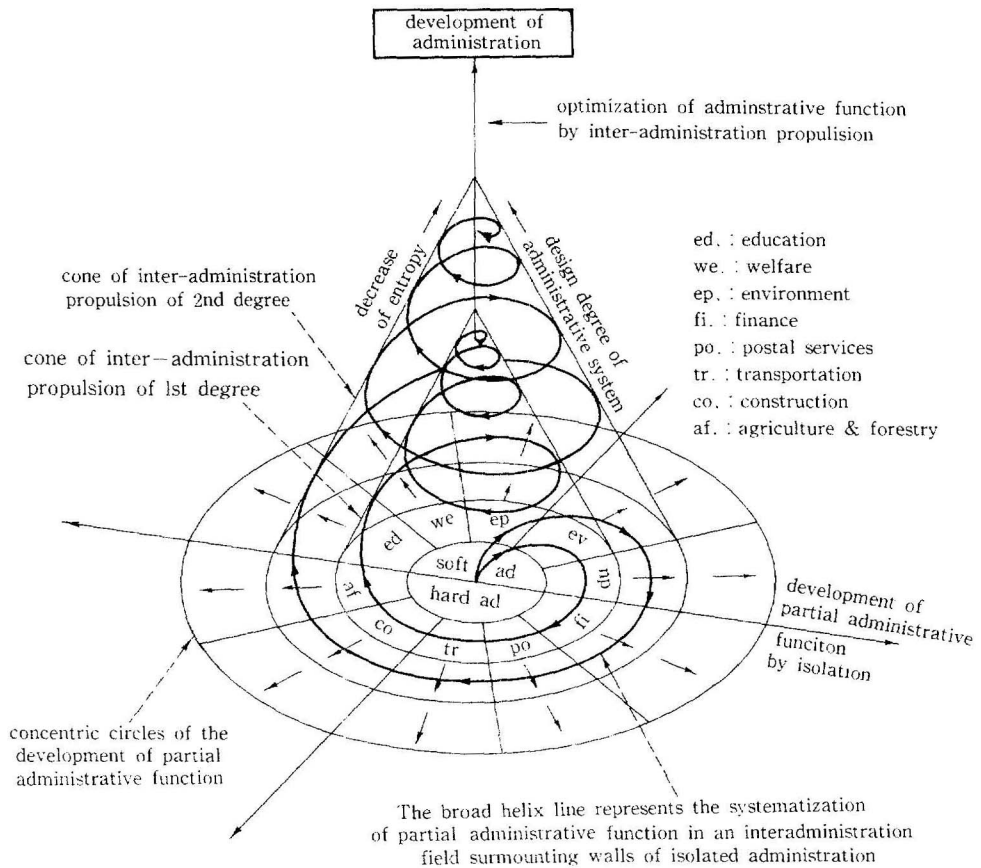 development of
administration
optimization of adminstrative function
by inter-administration propulision
decrease
of entropy
design degree of
administrative system
ed. : education
we. : welfare
ep. : environment
fi. : finance
po. : postal services
tr. : transportation
co. : construction
af. : agriculture & forestry
cone of inter-administration
propulsion of 2nd degree
cone of inter-administration
propulsion of 1st degree
we
ep
ed
ev
soft
ad
np
af
hard ad
co
fi
tr
po
development of
partial administrative
funciton
by isolation
concentric circles of the
development of partial
administrative function
The broad helix line represents the systematization
of partial administrative function in an interadministration
field surmounting walls of isolated administration